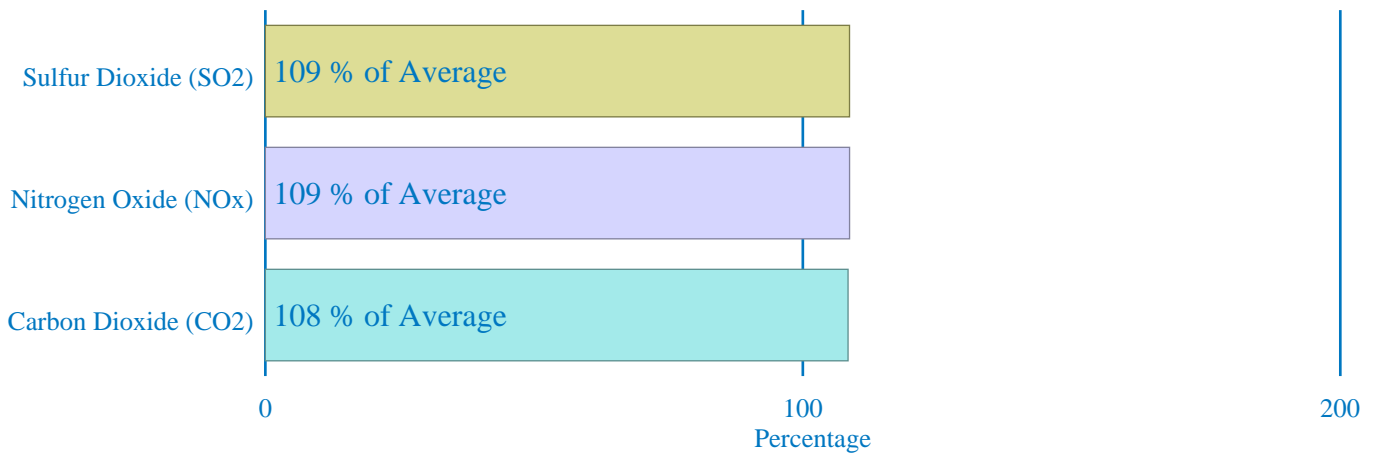 Sulfur Dioxide (SO2)
109 % of Average
Nitrogen Oxide (NOx)
109 % of Average
Carbon Dioxide (CO2)
108 % of Average
0
100
200
Percentage